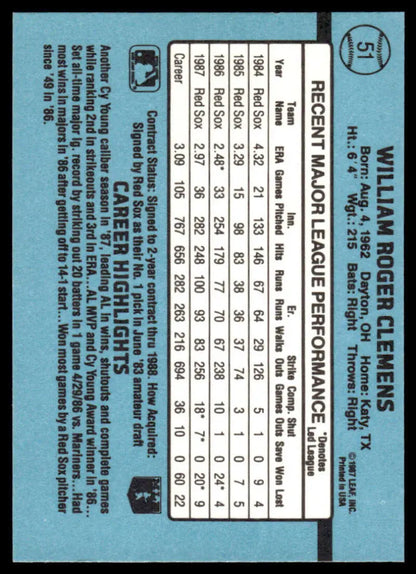 51
WILLIAM ROGER CLEMENS
Born: Aug. 4, 1962 Dayton, OH Home: Katy, TX
Ht.: 6'4" Wgt.: 215 Bats: Right Throws: Right
©1987 LEAF, INC.
Printed in USA
RECENT MAJOR LEAGUE PERFORMANCE
*Denotes
Led League
Team Inn. Er. Strike Comp. Shut
Year Name ERA Games Pitched Hits Runs Runs Walks Outs Games Outs Save Won Lost
1984 Red Sox 4.32 21 133 146 67 64 29 126 5 1 0 9 4
1985 Red Sox 3.29 15 98 83 38 36 37 74 3 1 0 7 5
1986 Red Sox 2.48* 33 254 179 77 70 67 238 10 1 0 24* 4
1987 Red Sox 2.97 36 282 248 100 93 83 256 18* 7* 0 20* 9
Career 3.09 105 767 656 282 263 216 694 36 10 0 60 22
Contract Status: Signed to 2-year contract thru 1988. How Acquired:
Signed by Red Sox as their No. 1 pick in June '83 amateur draft
CAREER HIGHLIGHTS
Another Cy Young caliber season in '87, leading AL in wins, shutouts and complete games
while ranking 2nd in strikeouts and 3rd in ERA... AL MVP and Cy Young Award winner in '86...
Set all-time major lg. record by striking out 20 batters in 1 game 4/29/86 vs. Mariners... Had
most wins in majors in '86 after getting off to 14-1 start... Won most games by a Red Sox pitcher
since '49 in '86.